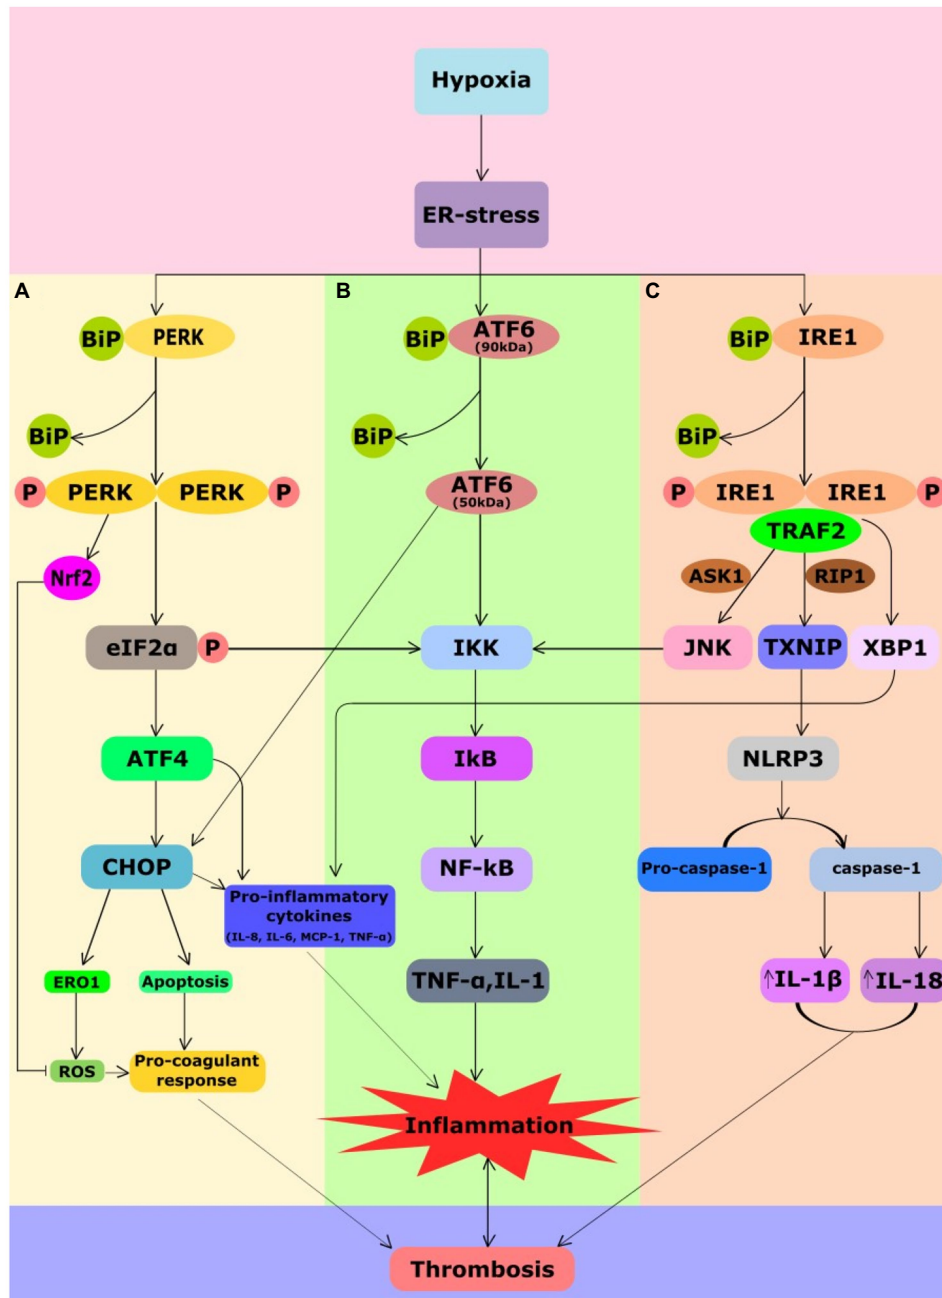 Hypoxia
ER-stress
A
B
C
BiP
PERK
BiP
ATF6
(90kDa)
BiP
IRE1
BiP
BiP
BiP
P
PERK
PERK
P
ATF6
(50kDa)
P
IRE1
IRE1
P
TRAF2
Nrf2
ASK1
RIP1
eIF2α
P
IKK
JNK
TXNIP
XBP1
ATF4
IkB
NLRP3
CHOP
NF-kB
Pro-caspase-1
caspase-1
Pro-inflammatory
cytokines
(IL-8, IL-6, MCP-1, TNF-α)
ERO1
Apoptosis
TNF-α,IL-1
↑IL-1β
↑IL-18
ROS
Pro-coagulant
response
Inflammation
Thrombosis